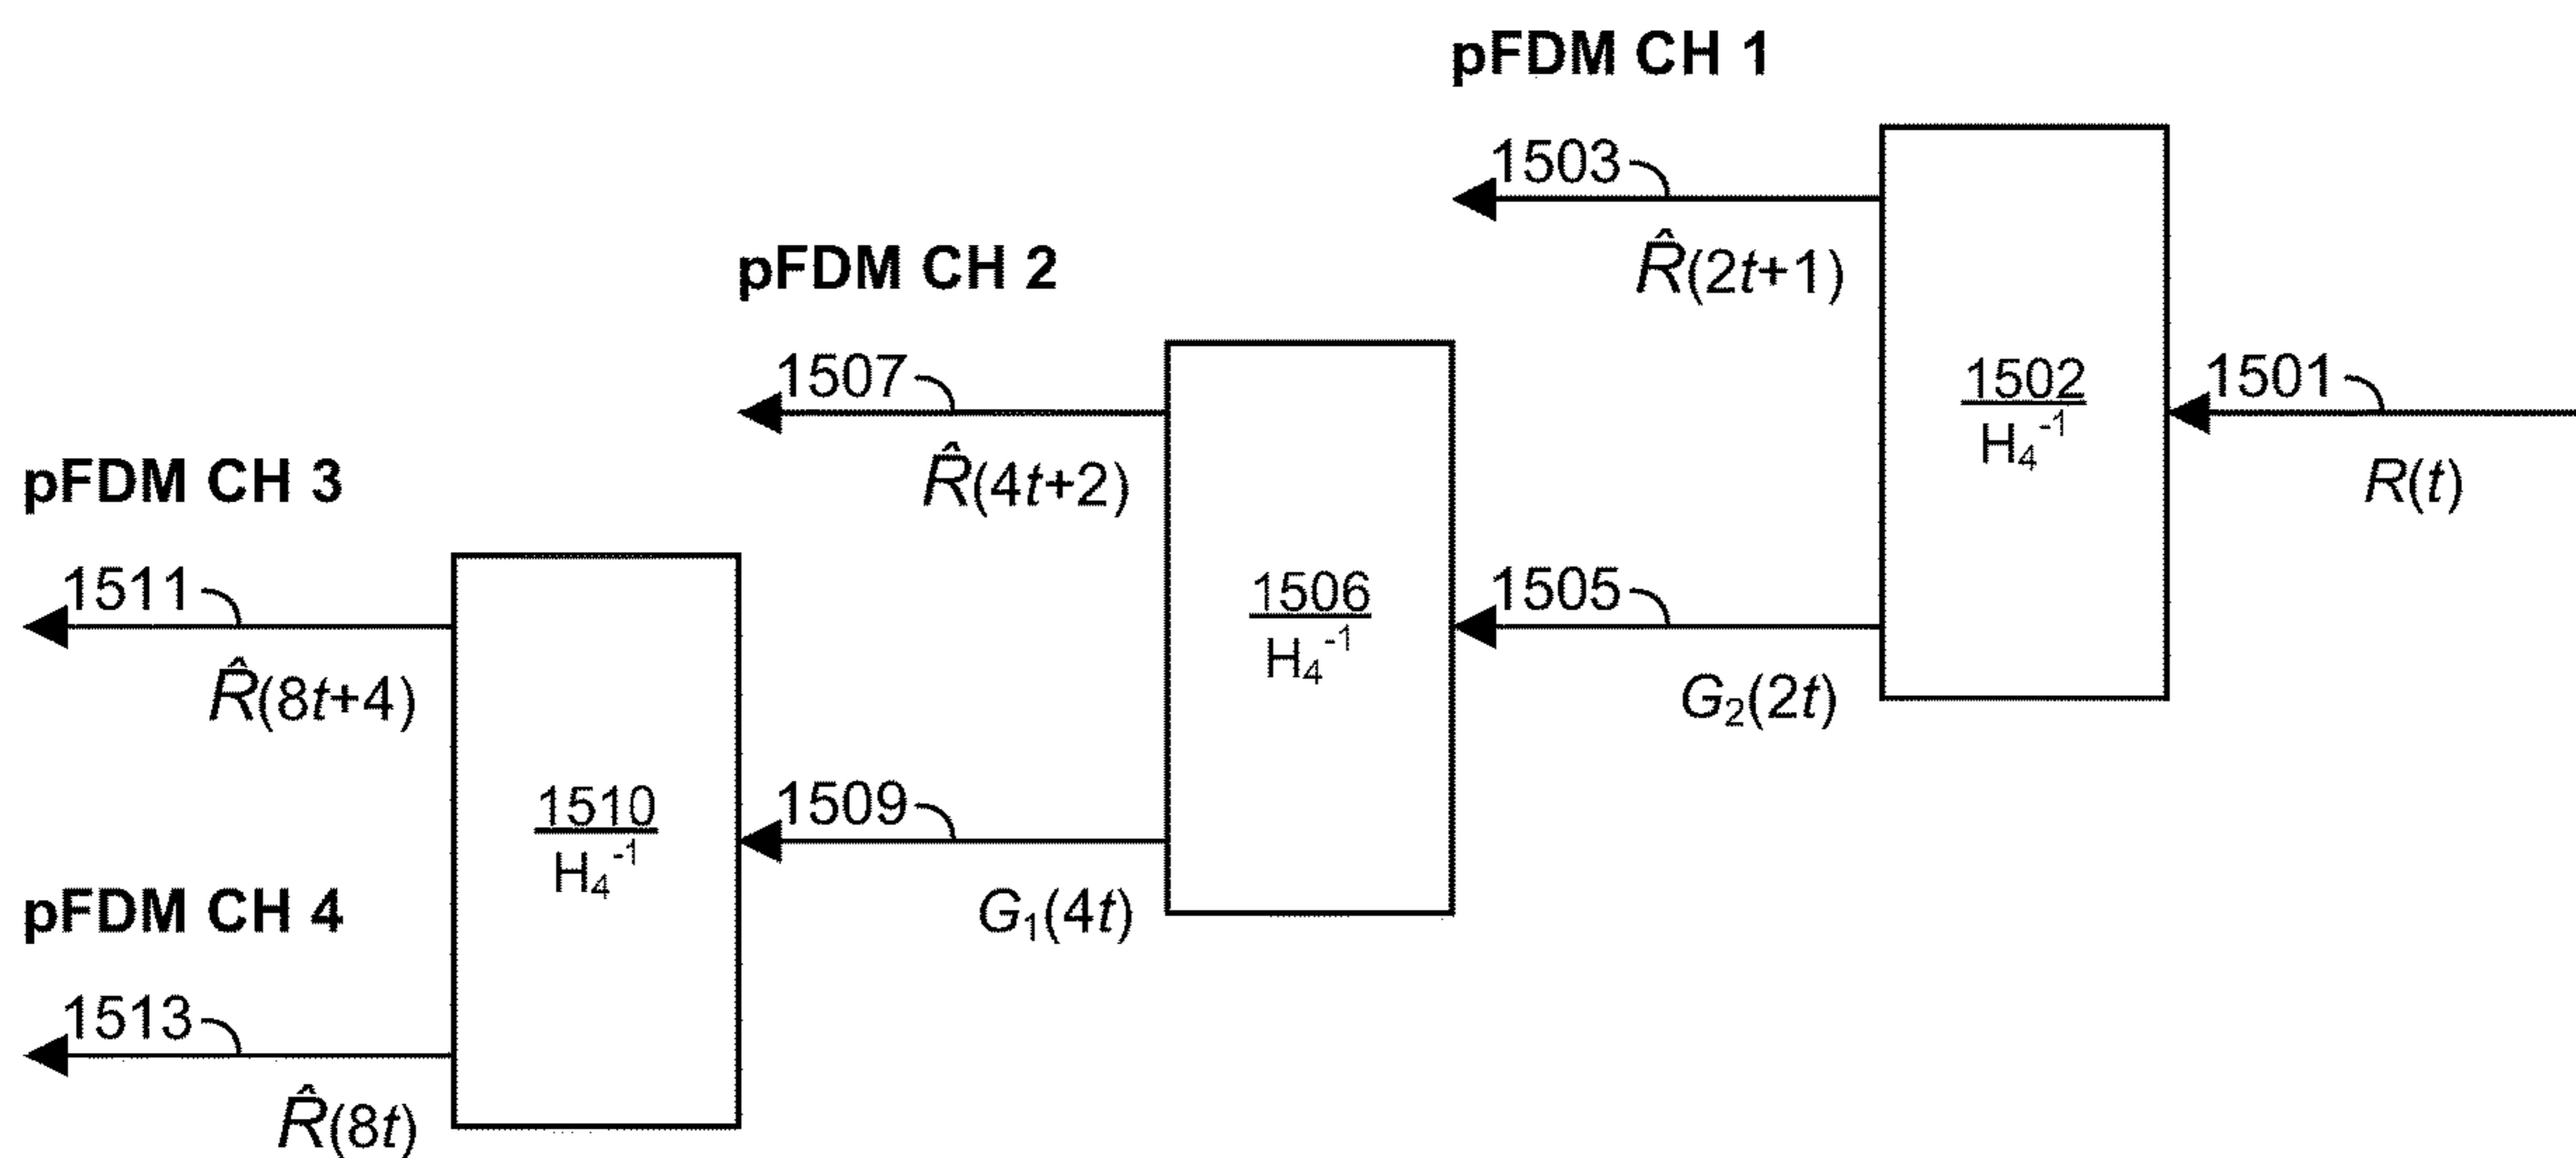 pFDM CH 1
1503
R̂(2t+1)
pFDM CH 2
1507
1502
H₄⁻¹
1501
R(t)
R̂(4t+2)
pFDM CH 3
1511
1506
H₄⁻¹
1505
G₂(2t)
R̂(8t+4)
1510
H₄⁻¹
1509
G₁(4t)
pFDM CH 4
1513
R̂(8t)